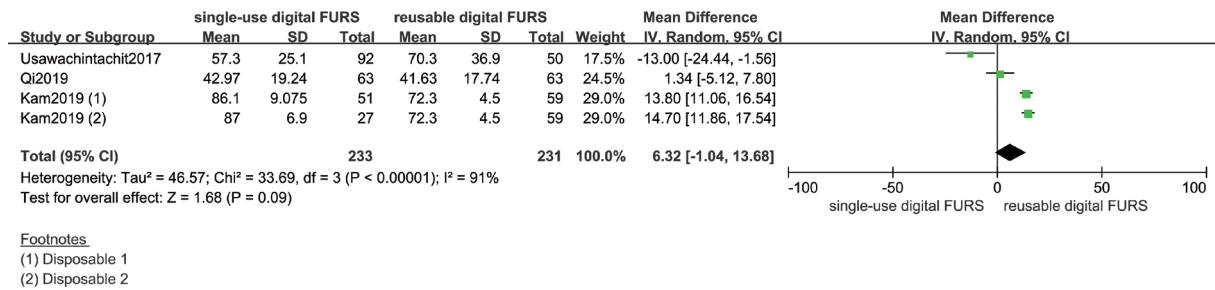 single-use digital FURS reusable digital FURS Mean Difference Mean Difference
Study or Subgroup Mean SD Total Mean SD Total Weight IV, Random, 95% CI IV, Random, 95% CI
Usawachintachit2017 57.3 25.1 92 70.3 36.9 50 17.5% -13.00 [-24.44, -1.56]
Qi2019 42.97 19.24 63 41.63 17.74 63 24.5% 1.34 [-5.12, 7.80]
Kam2019 (1) 86.1 9.075 51 72.3 4.5 59 29.0% 13.80 [11.06, 16.54]
Kam2019 (2) 87 6.9 27 72.3 4.5 59 29.0% 14.70 [11.86, 17.54]
Total (95% CI) 233 231 100.0% 6.32 [-1.04, 13.68]
Heterogeneity: Tau² = 46.57; Chi² = 33.69, df = 3 (P < 0.00001); I² = 91%
Test for overall effect: Z = 1.68 (P = 0.09)
-100 -50 0 50 100
single-use digital FURS reusable digital FURS
Footnotes
(1) Disposable 1
(2) Disposable 2